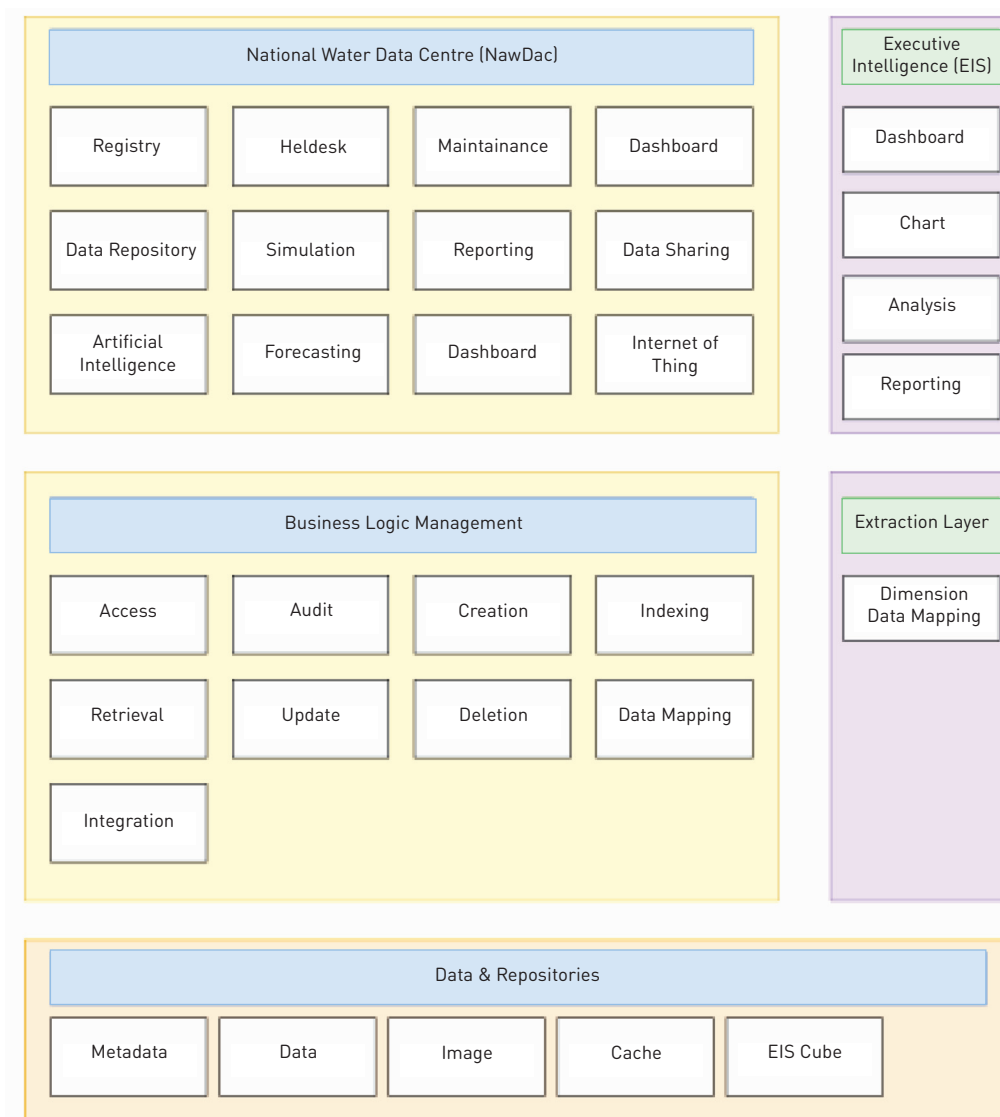 National Water Data Centre (NawDac)
Registry
Heldesk
Maintainance
Dashboard
Data Repository
Simulation
Reporting
Data Sharing
Artificial
Intelligence
Forecasting
Dashboard
Internet of
Thing
Executive
Intelligence (EIS)
Dashboard
Chart
Analysis
Reporting
Business Logic Management
Access
Audit
Creation
Indexing
Retrieval
Update
Deletion
Data Mapping
Integration
Extraction Layer
Dimension
Data Mapping
Data & Repositories
Metadata
Data
Image
Cache
EIS Cube